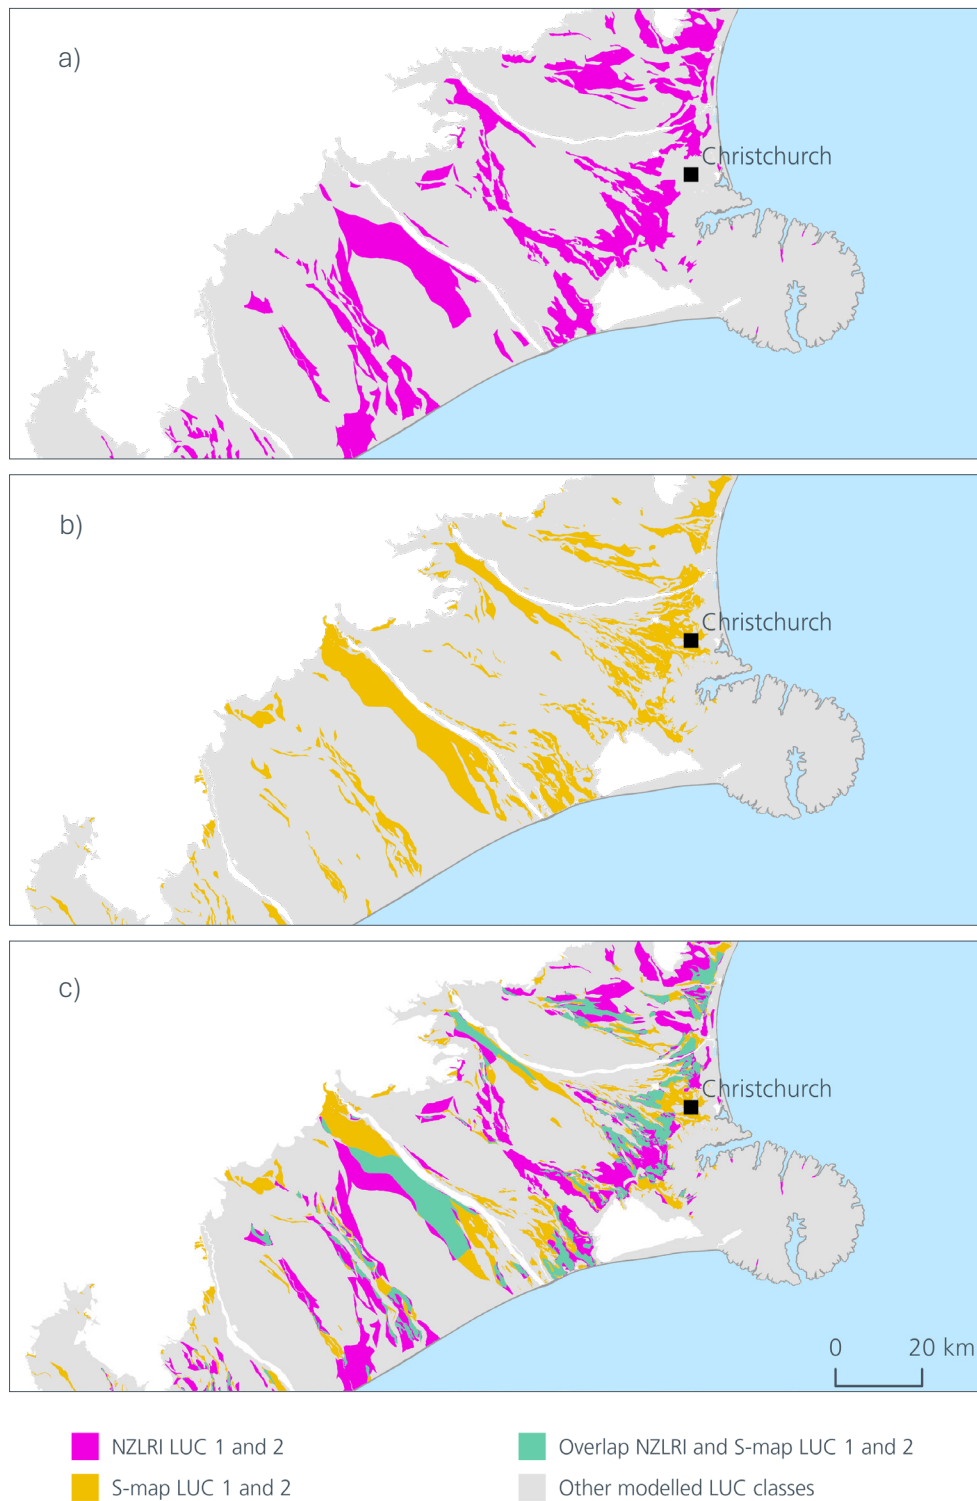 a)
Christchurch
b)
Christchurch
c)
Christchurch
0 20 km
NZLRI LUC 1 and 2
Overlap NZLRI and S-map LUC 1 and 2
S-map LUC 1 and 2
Other modelled LUC classes